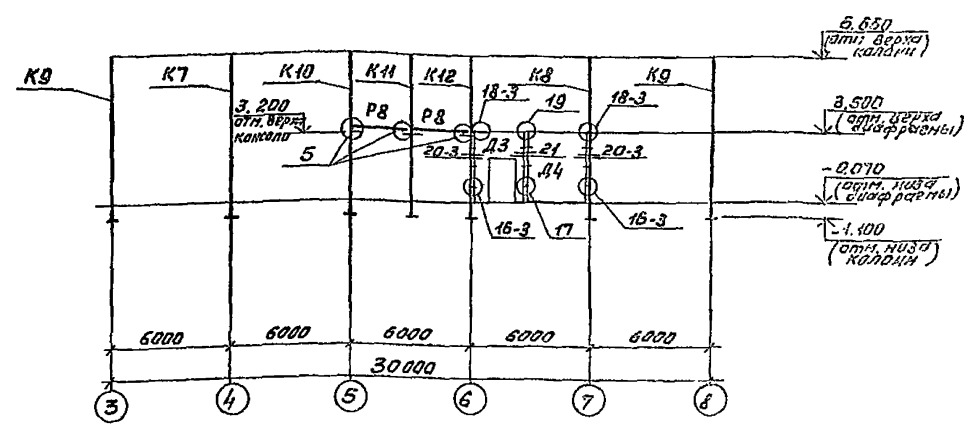 6.650
(отм. верха
колонн)
К9
К7
К10
К11
К12
К8
К9
3.200
отм. верха
консоли
Р8
Р8
18-3
19
18-3
3.500
(отм. верха
диафрагмы)
5
20-3
Д3
21
20-3
Д4
-0.070
(отм. низа
диафрагмы)
16-3
17
16-3
-1.100
(отм. низа
колонн)
6000
6000
6000
6000
6000
30000
3
4
5
6
7
8